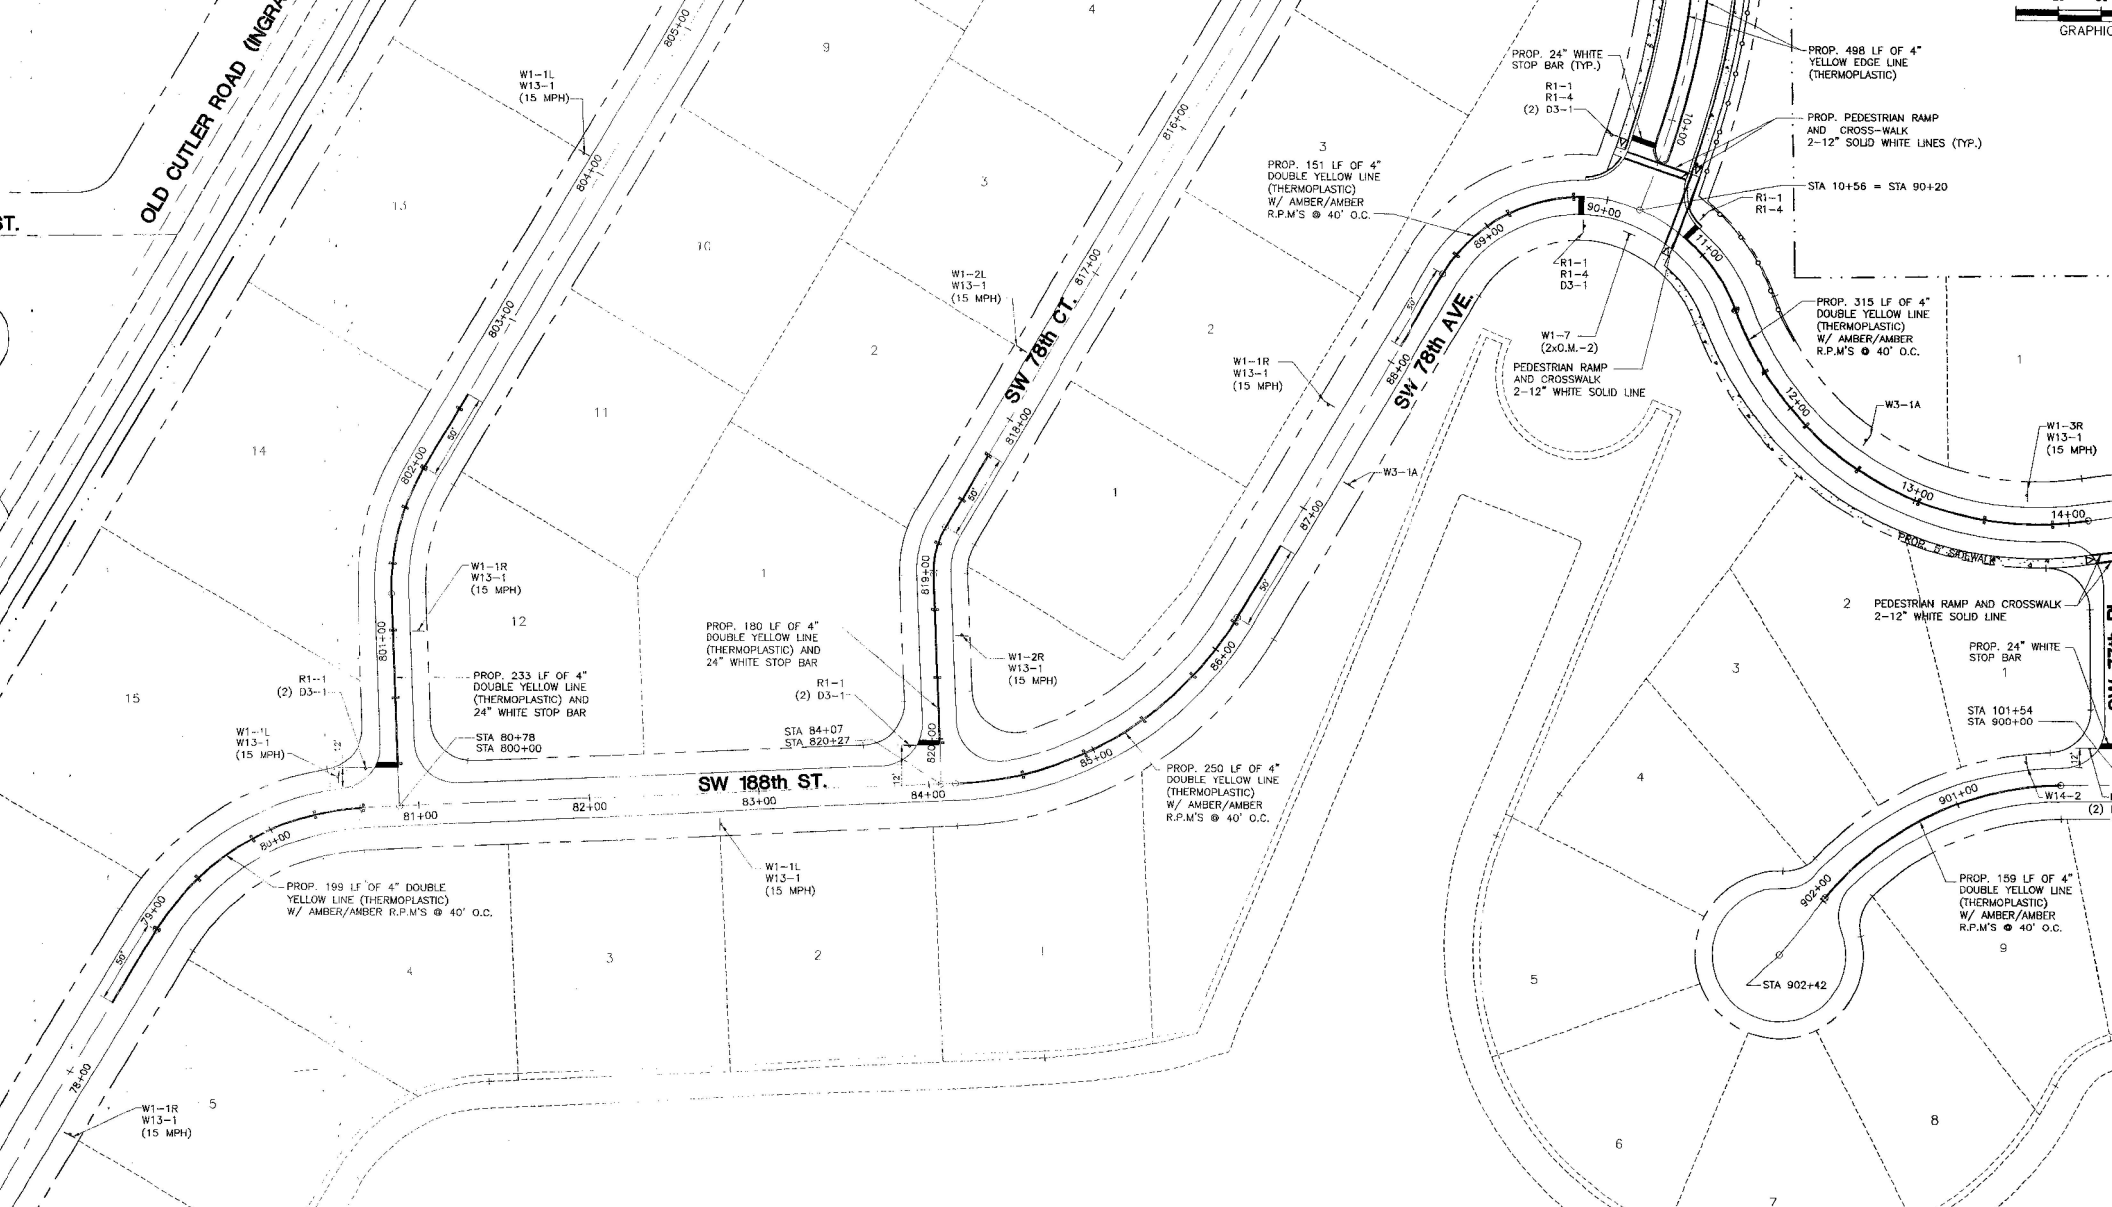 OLD CUTLER ROAD (INGRA
ST.
805+00
4
9
W1-1L
W13-1
(15 MPH)
804+00
13
10
803+00
3
816+00
W1-2L
W13-1
(15 MPH)
817+00
SW 78th CT.
2
2
818+00
11
802+00
50'
14
50'
1
819+00
1
W1-1R
W13-1
(15 MPH)
12
801+00
PROP. 180 LF OF 4"
DOUBLE YELLOW LINE
(THERMOPLASTIC) AND
24" WHITE STOP BAR
W1-2R
W13-1
(15 MPH)
R1-1
(2) D3-1
R1-1
(2) D3-1
PROP. 233 LF OF 4"
DOUBLE YELLOW LINE
(THERMOPLASTIC) AND
24" WHITE STOP BAR
15
W1-1L
W13-1
(15 MPH)
12'
STA 80+78
STA 800+00
STA 84+07
STA 820+27
820+00
12'
SW 188th ST.
81+00
82+00
83+00
84+00
85+00
86+00
50'
87+00
80+00
79+00
50'
78+00
PROP. 199 LF OF 4" DOUBLE
YELLOW LINE (THERMOPLASTIC)
W/ AMBER/AMBER R.P.M'S @ 40' O.C.
W1-1L
W13-1
(15 MPH)
PROP. 250 LF OF 4"
DOUBLE YELLOW LINE
(THERMOPLASTIC)
W/ AMBER/AMBER
R.P.M'S @ 40' O.C.
4
3
2
1
5
W1-1R
W13-1
(15 MPH)
PROP. 24" WHITE
STOP BAR (TYP.)
R1-1
R1-4
(2) D3-1
3
PROP. 151 LF OF 4"
DOUBLE YELLOW LINE
(THERMOPLASTIC)
W/ AMBER/AMBER
R.P.M'S @ 40' O.C.
GRAPHIC
PROP. 498 LF OF 4"
YELLOW EDGE LINE
(THERMOPLASTIC)
10+00
PROP. PEDESTRIAN RAMP
AND CROSS-WALK
2-12" SOLID WHITE LINES (TYP.)
STA 10+56 = STA 90+20
R1-1
R1-4
90+00
89+00
11+00
R1-1
R1-4
D3-1
50'
88+00
SW 78th AVE.
W1-1R
W13-1
(15 MPH)
W1-7
(2xO.M.-2)
PEDESTRIAN RAMP
AND CROSSWALK
2-12" WHITE SOLID LINE
PROP. 315 LF OF 4"
DOUBLE YELLOW LINE
(THERMOPLASTIC)
W/ AMBER/AMBER
R.P.M'S @ 40' O.C.
1
12+00
W3-1A
W3-1A
W1-3R
W13-1
(15 MPH)
13+00
14+00
PROP. 5' SIDEWALK
2
PEDESTRIAN RAMP AND CROSSWALK
2-12" WHITE SOLID LINE
PROP. 24" WHITE
STOP BAR
1
3
STA 101+54
STA 900+00
4
12'
901+00
W14-2
(2)
902+00
PROP. 159 LF OF 4"
DOUBLE YELLOW LINE
(THERMOPLASTIC)
W/ AMBER/AMBER
R.P.M'S @ 40' O.C.
9
5
STA 902+42
8
6
7